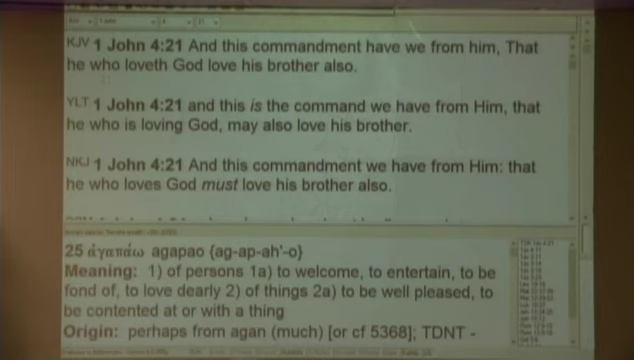 KJV 1 John 4:21 And this commandment have we from him, That
he who loveth God love his brother also.
YLT 1 John 4:21 and this is the command we have from Him, that
he who is loving God, may also love his brother.
NKJ 1 John 4:21 And this commandment we have from Him: that
he who loves God must love his brother also.
25 ἀγαπάω agapao {ag-ap-ah'-o}
Meaning: 1) of persons 1a) to welcome, to entertain, to be
fond of, to love dearly 2) of things 2a) to be well pleased, to
be contented at or with a thing
Origin: perhaps from agan (much) [or cf 5368]; TDNT -